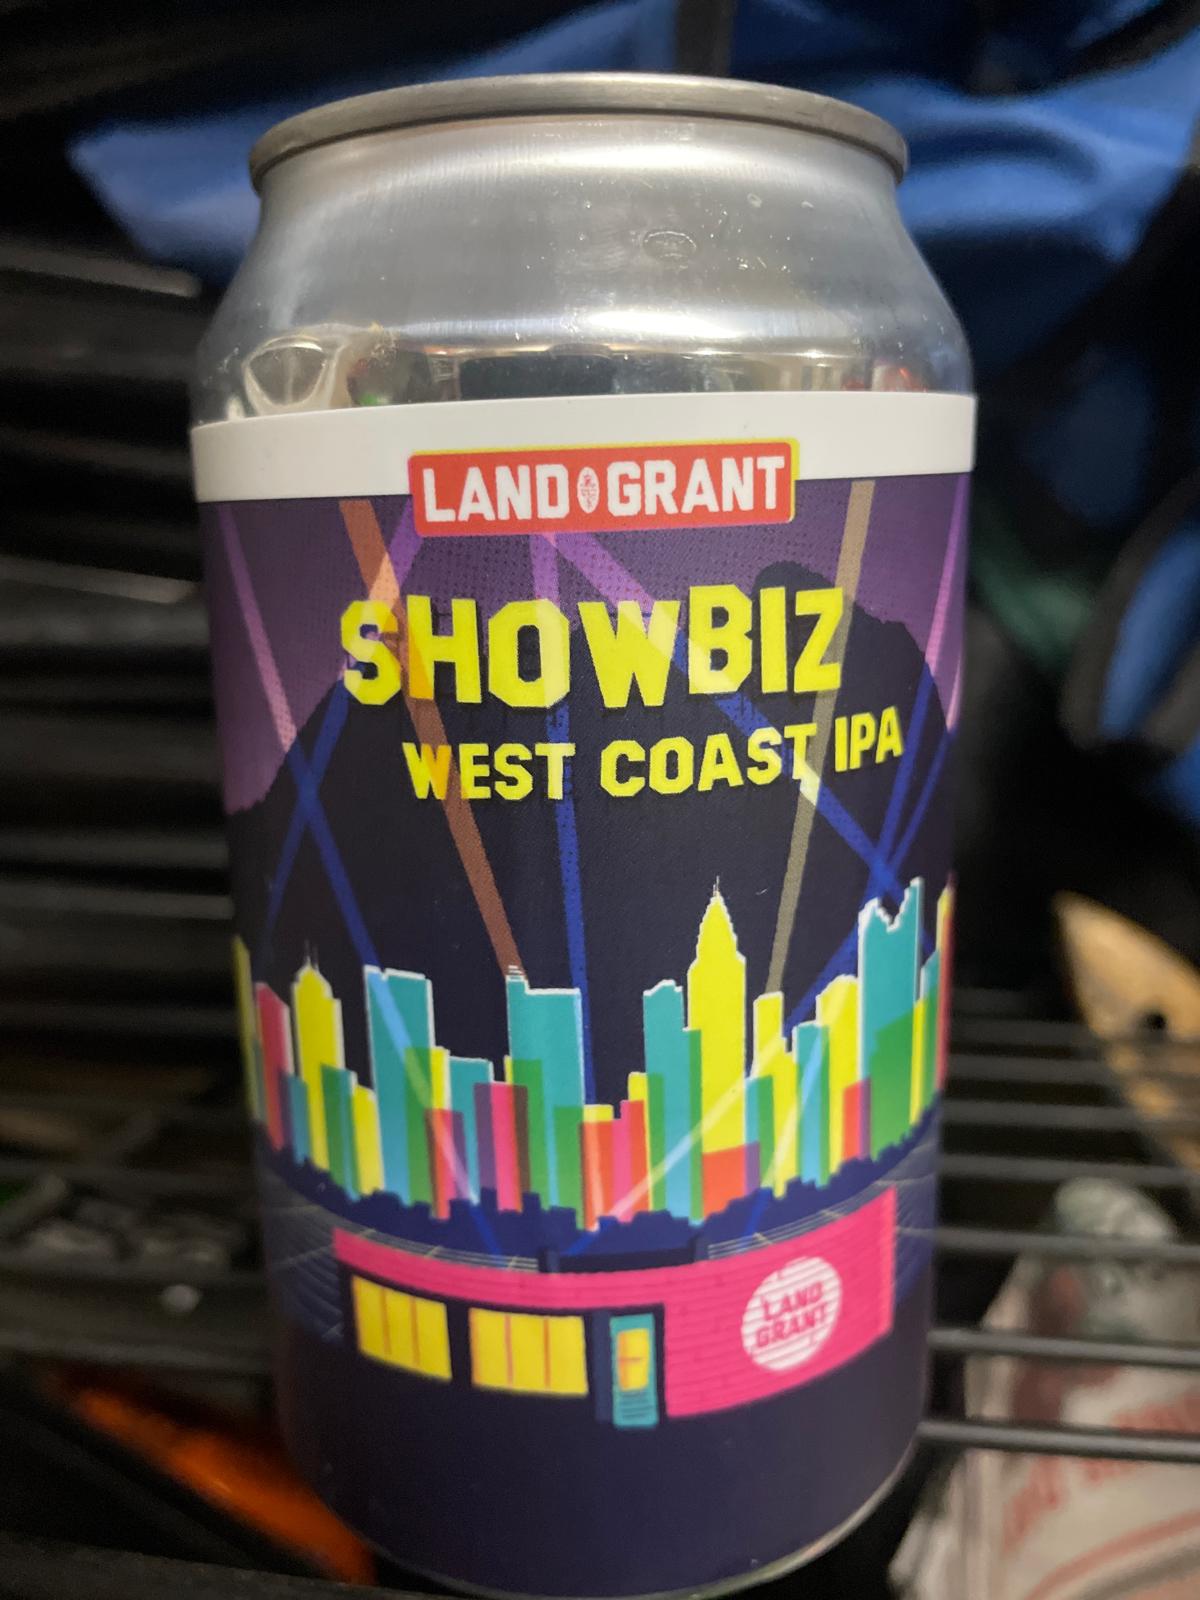 LAND GRANT
SHOWBIZ
WEST COAST IPA
LAND
GRANT